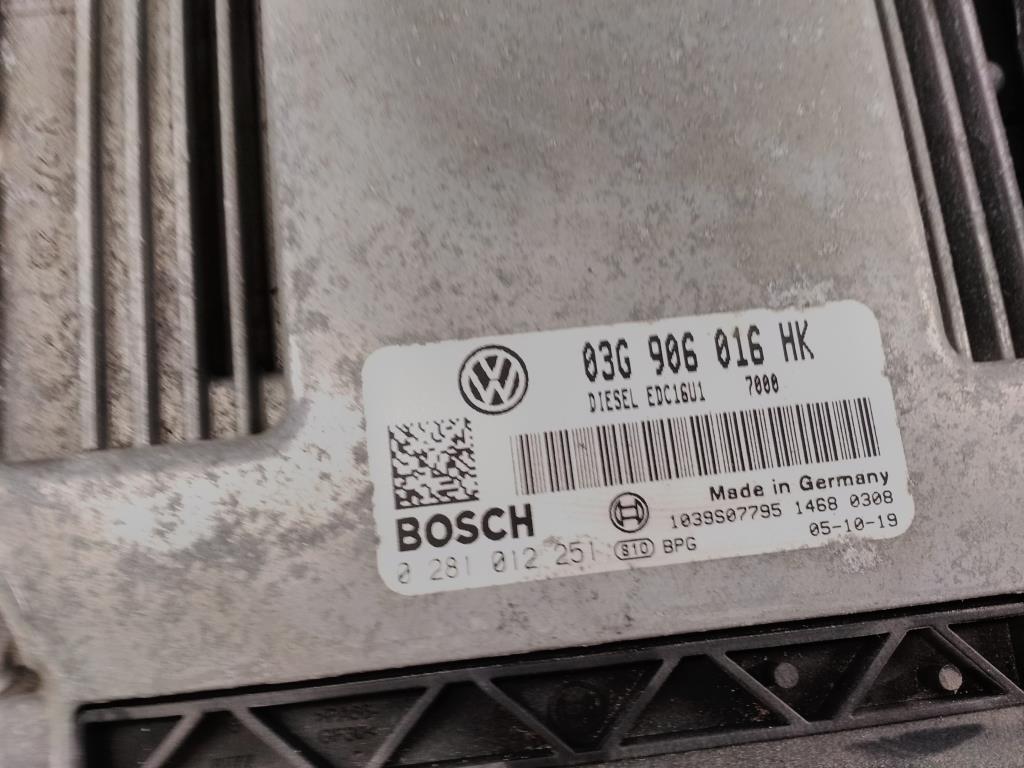 03G 906 016 HK
DIESEL EDC16U1 7000
Made in Germany
BOSCH
1039S07795 1468 0308
0 281 012 251 S10 BPG
05-10-19